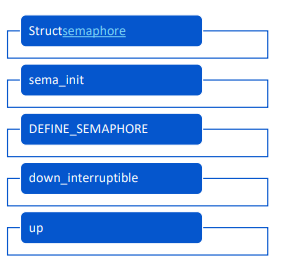 Structsemaphore
sema_init
DEFINE_SEMAPHORE
down_interruptible
up